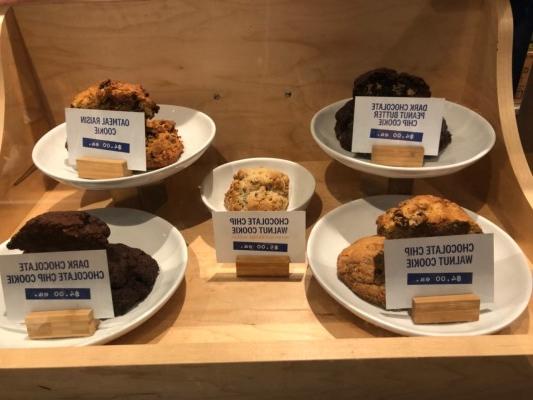 OATMEAL RAISIN
COOKIE
$4.00 ea.
DARK CHOCOLATE
PEANUT BUTTER
CHIP COOKIE
$4.00 ea.
CHOCOLATE CHIP
WALNUT COOKIE
$5.00 ea.
DARK CHOCOLATE
CHOCOLATE CHIP COOKIE
$4.00 ea.
CHOCOLATE CHIP
WALNUT COOKIE
$4.00 ea.